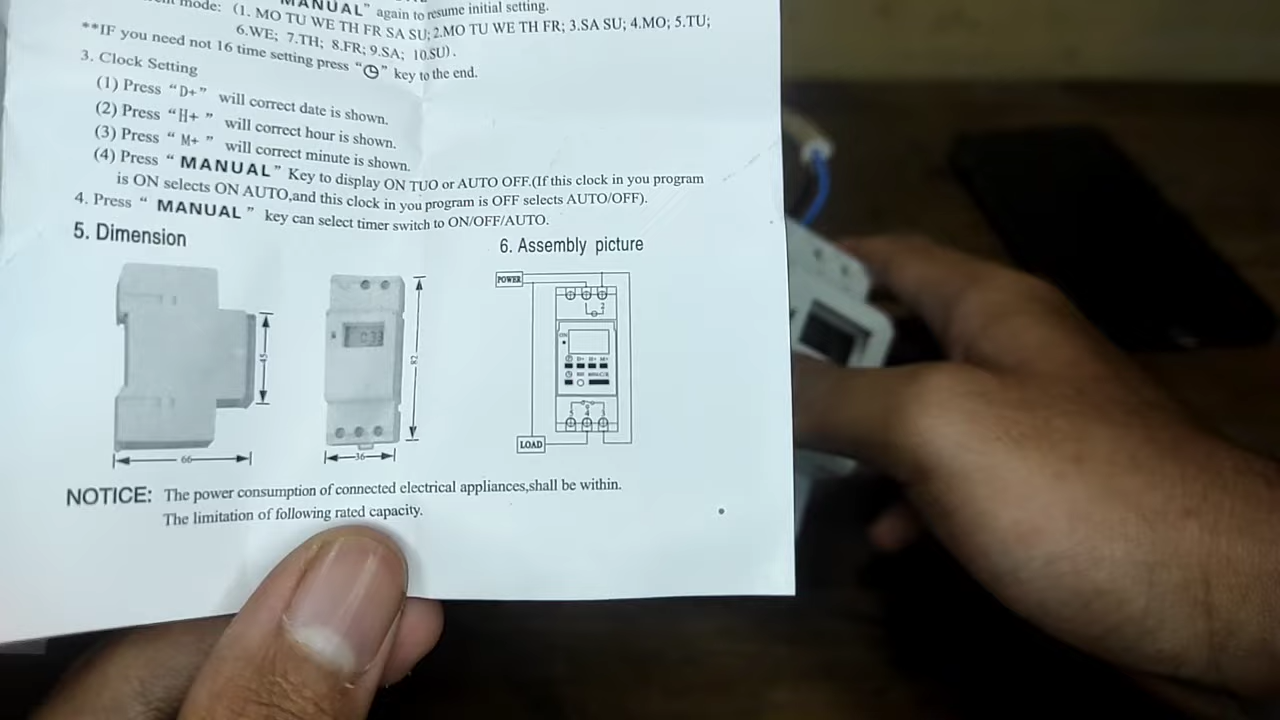 mode: (1. MO TU WE TH FR SA SU; 2.MO TU WE TH FR; 3.SA SU; 4.MO; 5.TU;
MANUAL" again to resume initial setting.
6.WE; 7.TH; 8.FR; 9.SA; 10.SU).
**IF you need not 16 time setting press " " key to the end.
3. Clock Setting
(1) Press "D+" will correct date is shown.
(2) Press "H+ " will correct hour is shown.
(3) Press " M+ " will correct minute is shown.
(4) Press " MANUAL" Key to display ON TUO or AUTO OFF.(If this clock in you program
is ON selects ON AUTO,and this clock in you program is OFF selects AUTO/OFF).
4. Press " MANUAL " key can select timer switch to ON/OFF/AUTO.
5. Dimension
6. Assembly picture
POWER
2
45
82
D+ H+ M+
5 4 3
LOAD
66
36
NOTICE: The power consumption of connected electrical appliances,shall be within.
The limitation of following rated capacity.